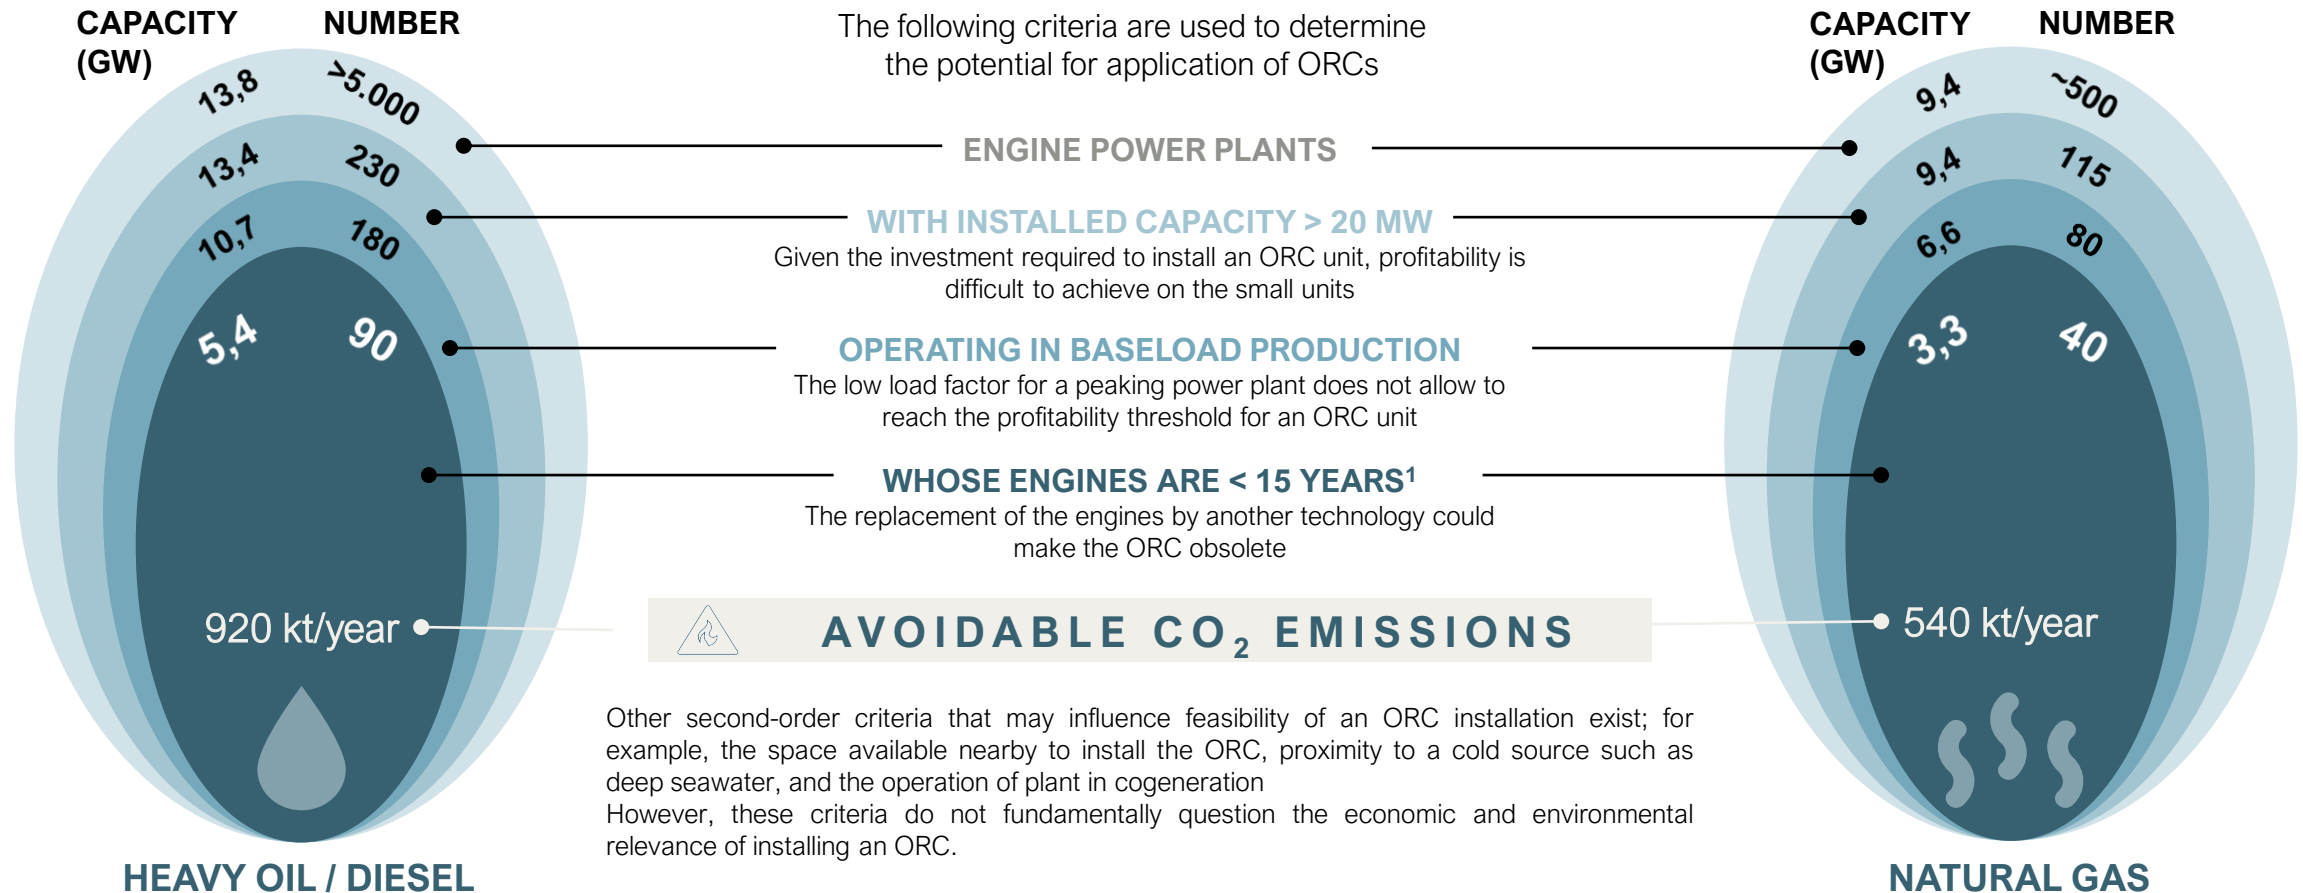 CAPACITY
(GW)
NUMBER
13,8
>5.000
13,4
230
10,7
180
5,4
90
920 kt/year
HEAVY OIL / DIESEL
The following criteria are used to determine
the potential for application of ORCs
ENGINE POWER PLANTS
WITH INSTALLED CAPACITY > 20 MW
Given the investment required to install an ORC unit, profitability is
difficult to achieve on the small units
OPERATING IN BASELOAD PRODUCTION
The low load factor for a peaking power plant does not allow to
reach the profitability threshold for an ORC unit
WHOSE ENGINES ARE < 15 YEARS¹
The replacement of the engines by another technology could
make the ORC obsolete
AVOIDABLE CO₂ EMISSIONS
Other second-order criteria that may influence feasibility of an ORC installation exist; for
example, the space available nearby to install the ORC, proximity to a cold source such as
deep seawater, and the operation of plant in cogeneration
However, these criteria do not fundamentally question the economic and environmental
relevance of installing an ORC.
CAPACITY
(GW)
NUMBER
9,4
~500
9,4
115
6,6
80
3,3
40
540 kt/year
NATURAL GAS